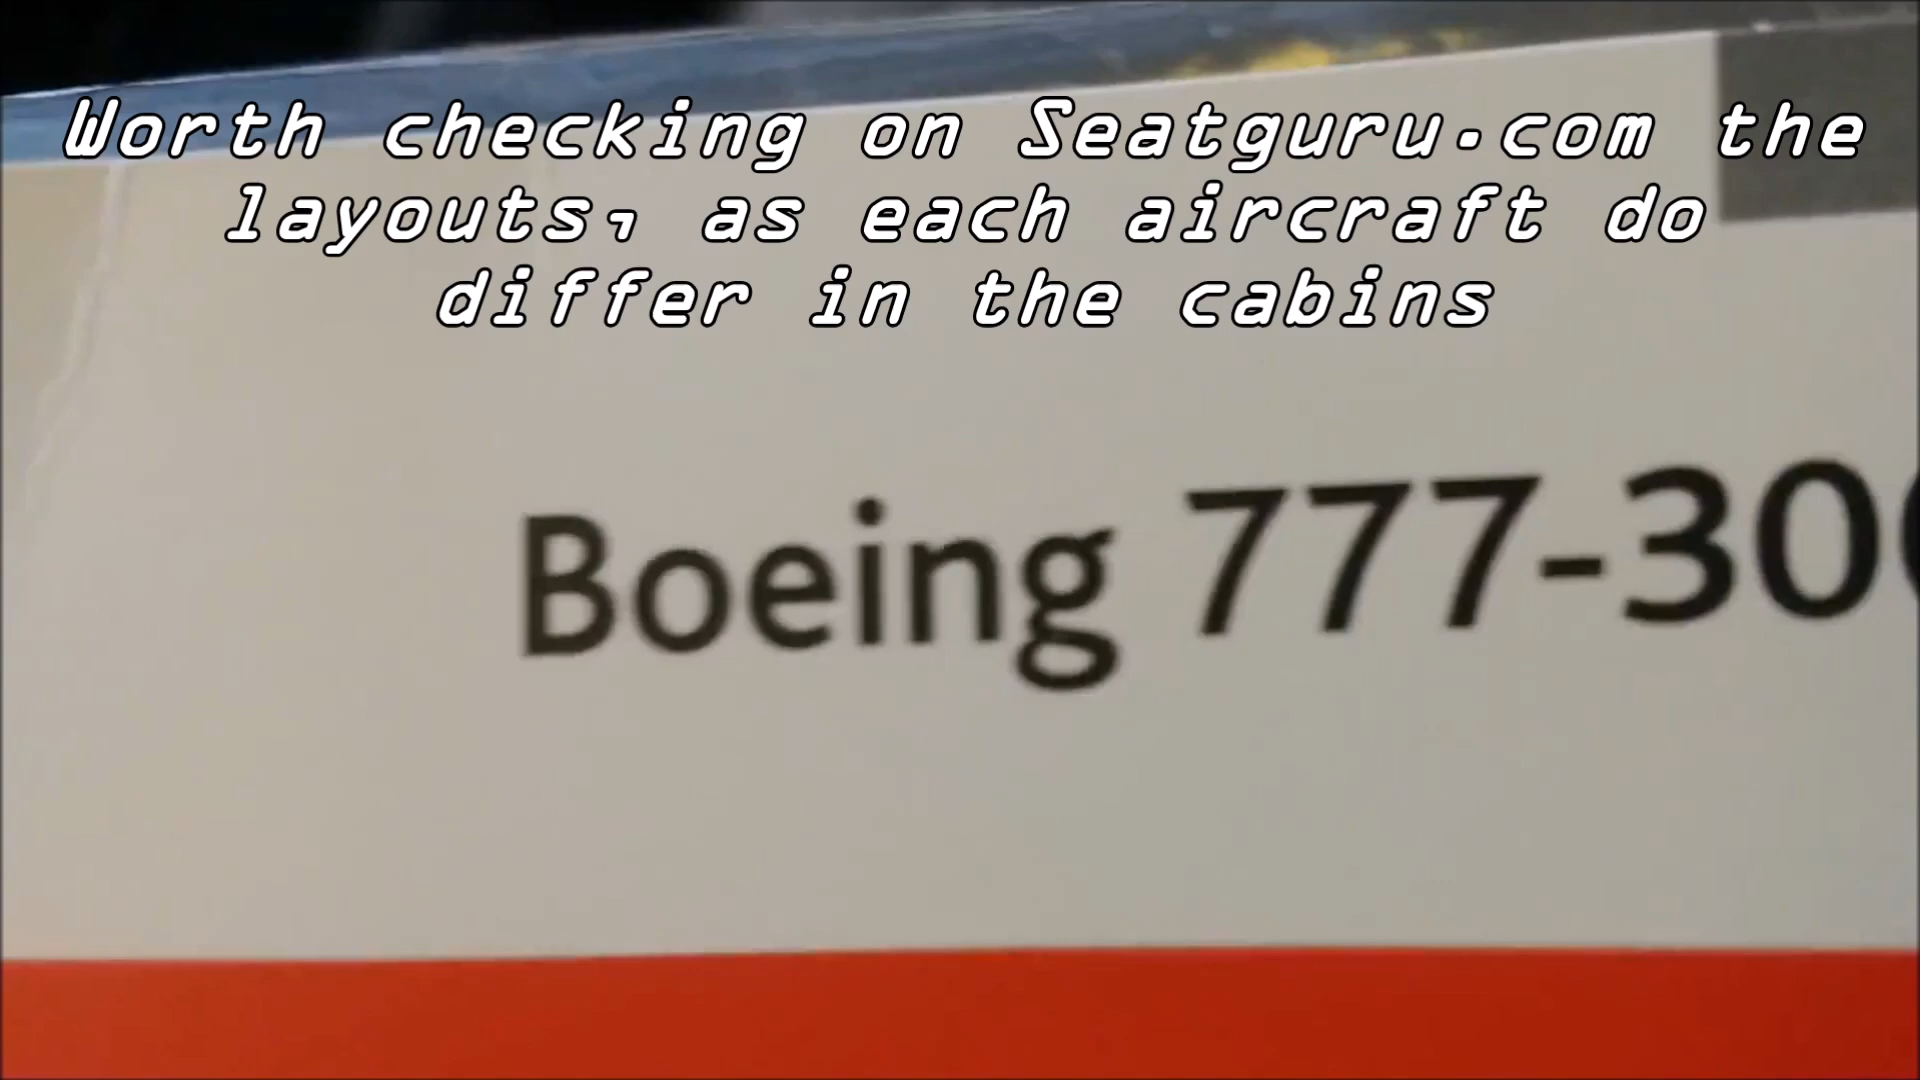 Worth checking on Seatguru.com the
layouts, as each aircraft do
differ in the cabins
Boeing 777-30